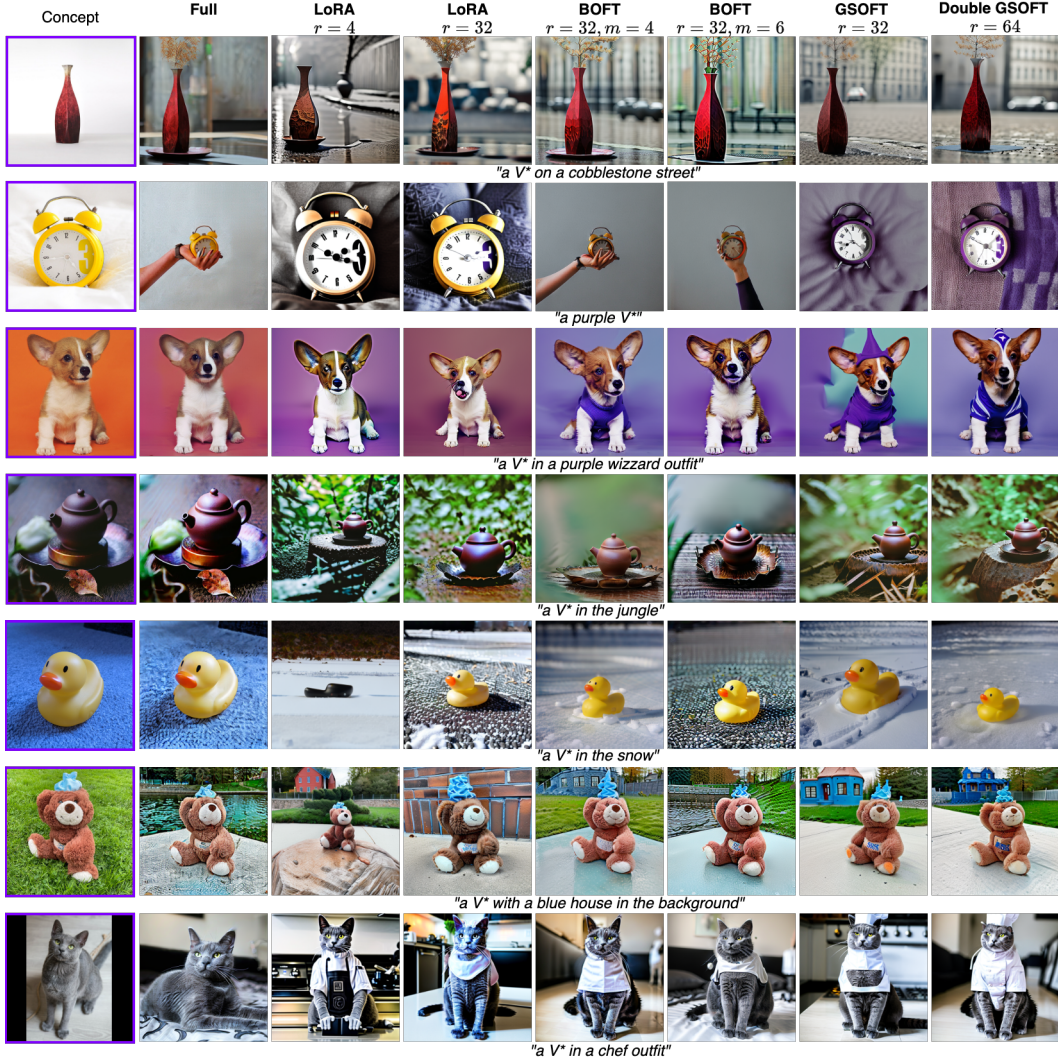 Concept Full LoRA LoRA BOFT BOFT GSOFT Double GSOFT
r = 4 r = 32 r = 32, m = 4 r = 32, m = 6 r = 32 r = 64
"a V* on a cobblestone street"
"a purple V*"
"a V* in a purple wizzard outfit"
"a V* in the jungle"
"a V* in the snow"
"a V* with a blue house in the background"
"a V* in a chef outfit"